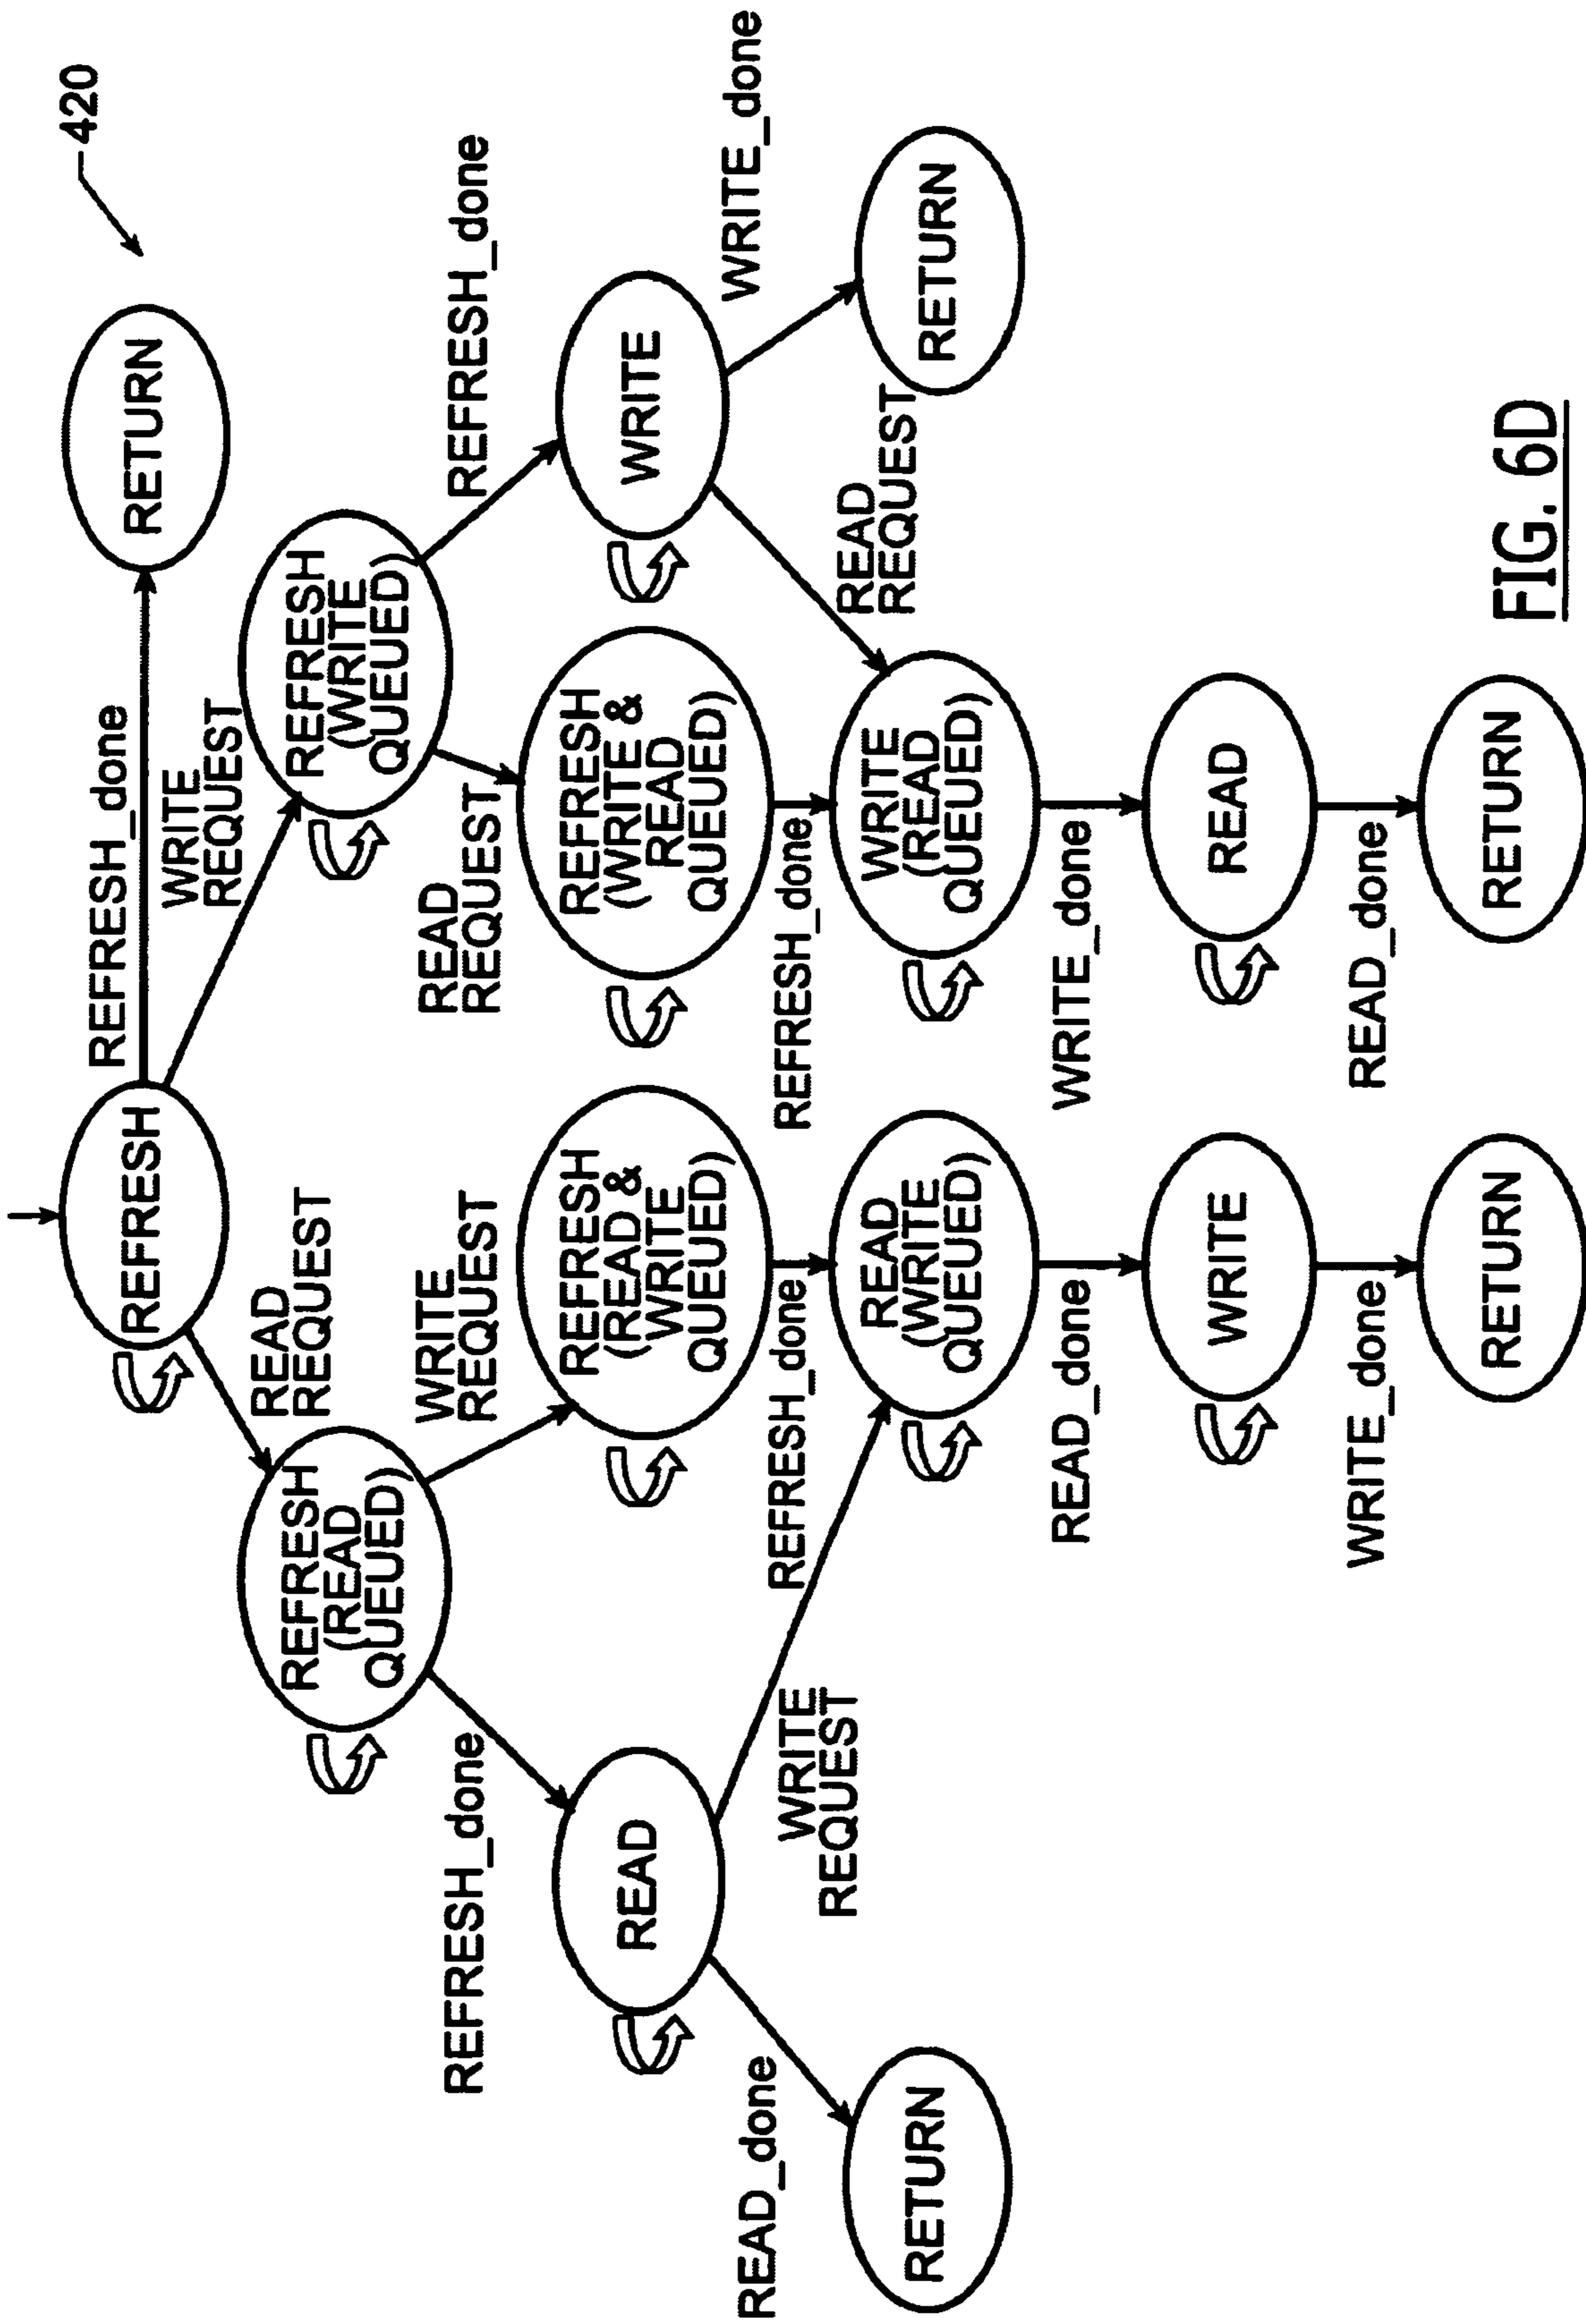 420
REFRESH
REFRESH_done
RETURN
READ
REQUEST
WRITE
REQUEST
REFRESH
(READ
QUEUED)
REFRESH
(WRITE
QUEUED)
REFRESH_done
WRITE
REQUEST
READ
REQUEST
REFRESH_done
READ
REFRESH
(READ &
WRITE
QUEUED)
REFRESH
(WRITE &
READ
QUEUED)
WRITE
READ_done
WRITE
REQUEST
REFRESH_done
REFRESH_done
READ
REQUEST
WRITE_done
RETURN
READ
(WRITE
QUEUED)
WRITE
(READ
QUEUED)
RETURN
READ_done
WRITE_done
WRITE
READ
WRITE_done
READ_done
RETURN
RETURN
FIG. 6D